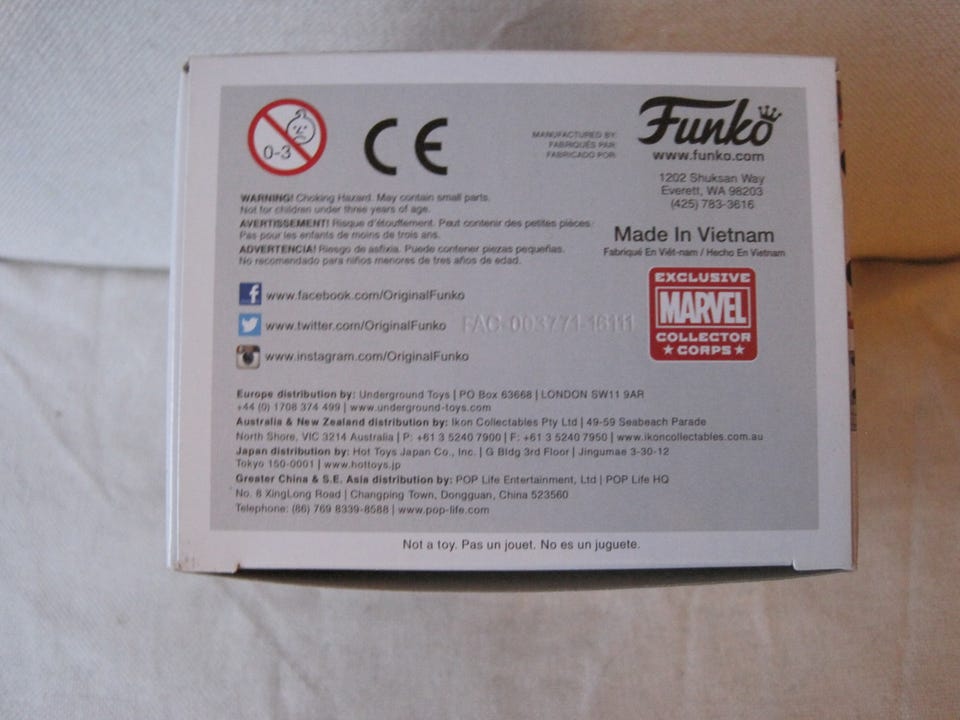 0-3
CE
MANUFACTURED BY:
FABRIQUÉS PAR:
FABRICADO POR:
Funko
www.funko.com
1202 Shuksan Way
Everett, WA 98203
(425) 783-3616
WARNING! Choking Hazard. May contain small parts.
Not for children under three years of age.
AVERTISSEMENT! Risque d'étouffement. Peut contenir des petites pièces.
Pas pour les enfants de moins de trois ans.
ADVERTENCIA! Riesgo de asfixia. Puede contener piezas pequeñas.
No recomendado para niños menores de tres años de edad.
Made In Vietnam
Fabriqué En Viêt-nam / Hecho En Vietnam
www.facebook.com/OriginalFunko
www.twitter.com/OriginalFunko
FAC-003771-16111
www.instagram.com/OriginalFunko
EXCLUSIVE
MARVEL
COLLECTOR
CORPS
Europe distribution by: Underground Toys | PO Box 63668 | LONDON SW11 9AR
+44 (0) 1708 374 499 | www.underground-toys.com
Australia & New Zealand distribution by: Ikon Collectables Pty Ltd | 49-59 Seabeach Parade
North Shore, VIC 3214 Australia | P: +61 3 5240 7900 | F: +61 3 5240 7950 | www.ikoncollectables.com.au
Japan distribution by: Hot Toys Japan Co., Inc. | G Bldg 3rd Floor | Jingumae 3-30-12
Tokyo 150-0001 | www.hottoys.jp
Greater China & S.E. Asia distribution by: POP Life Entertainment, Ltd | POP Life HQ
No. 8 XingLong Road | Changping Town, Dongguan, China 523560
Telephone: (86) 769 8339-8588 | www.pop-life.com
Not a toy. Pas un jouet. No es un juguete.